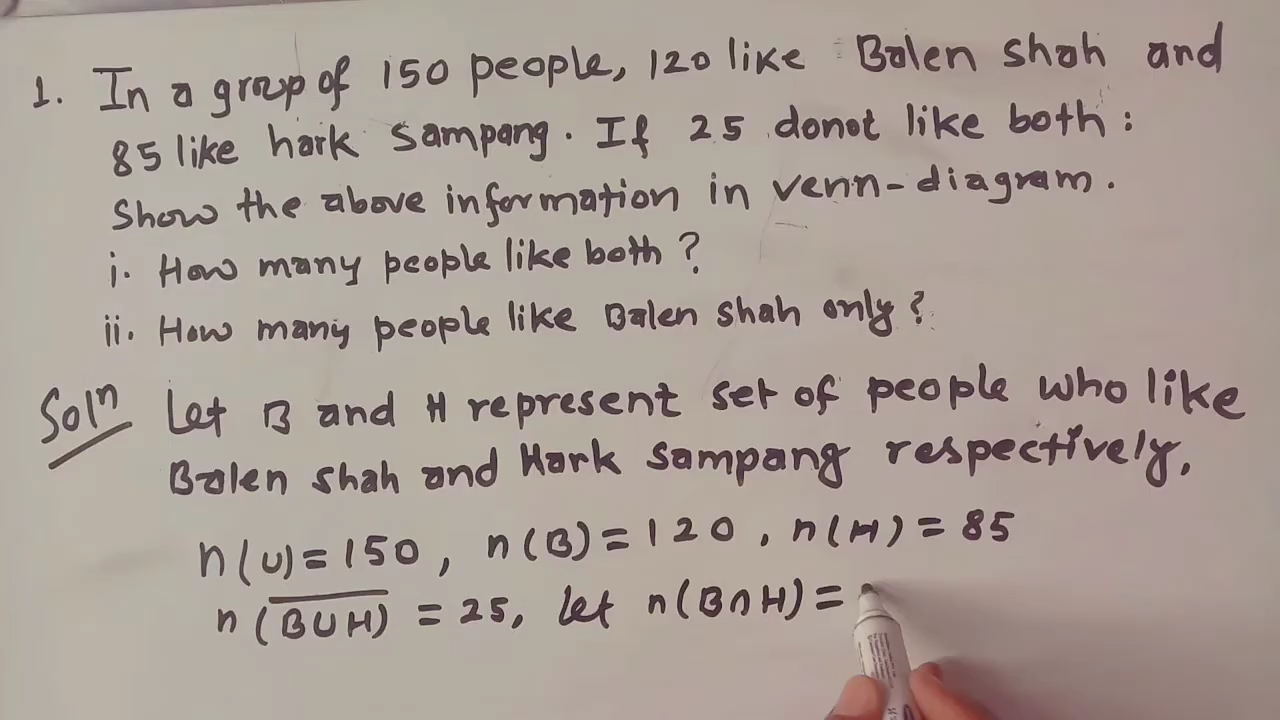 1. In a group of 150 people, 120 like Balen Shah and
85 like hark Sampang. If 25 donot like both:
Show the above information in venn-diagram.
i. How many people like both?
ii. How many people like Balen Shah only?
Solⁿ Let B and H represent set of people who like
Balen Shah and Hark Sampang respectively,
n(U) = 150, n(B) = 120, n(H) = 85
n(B̅U̅H̅) = 25, let n(B∩H) =